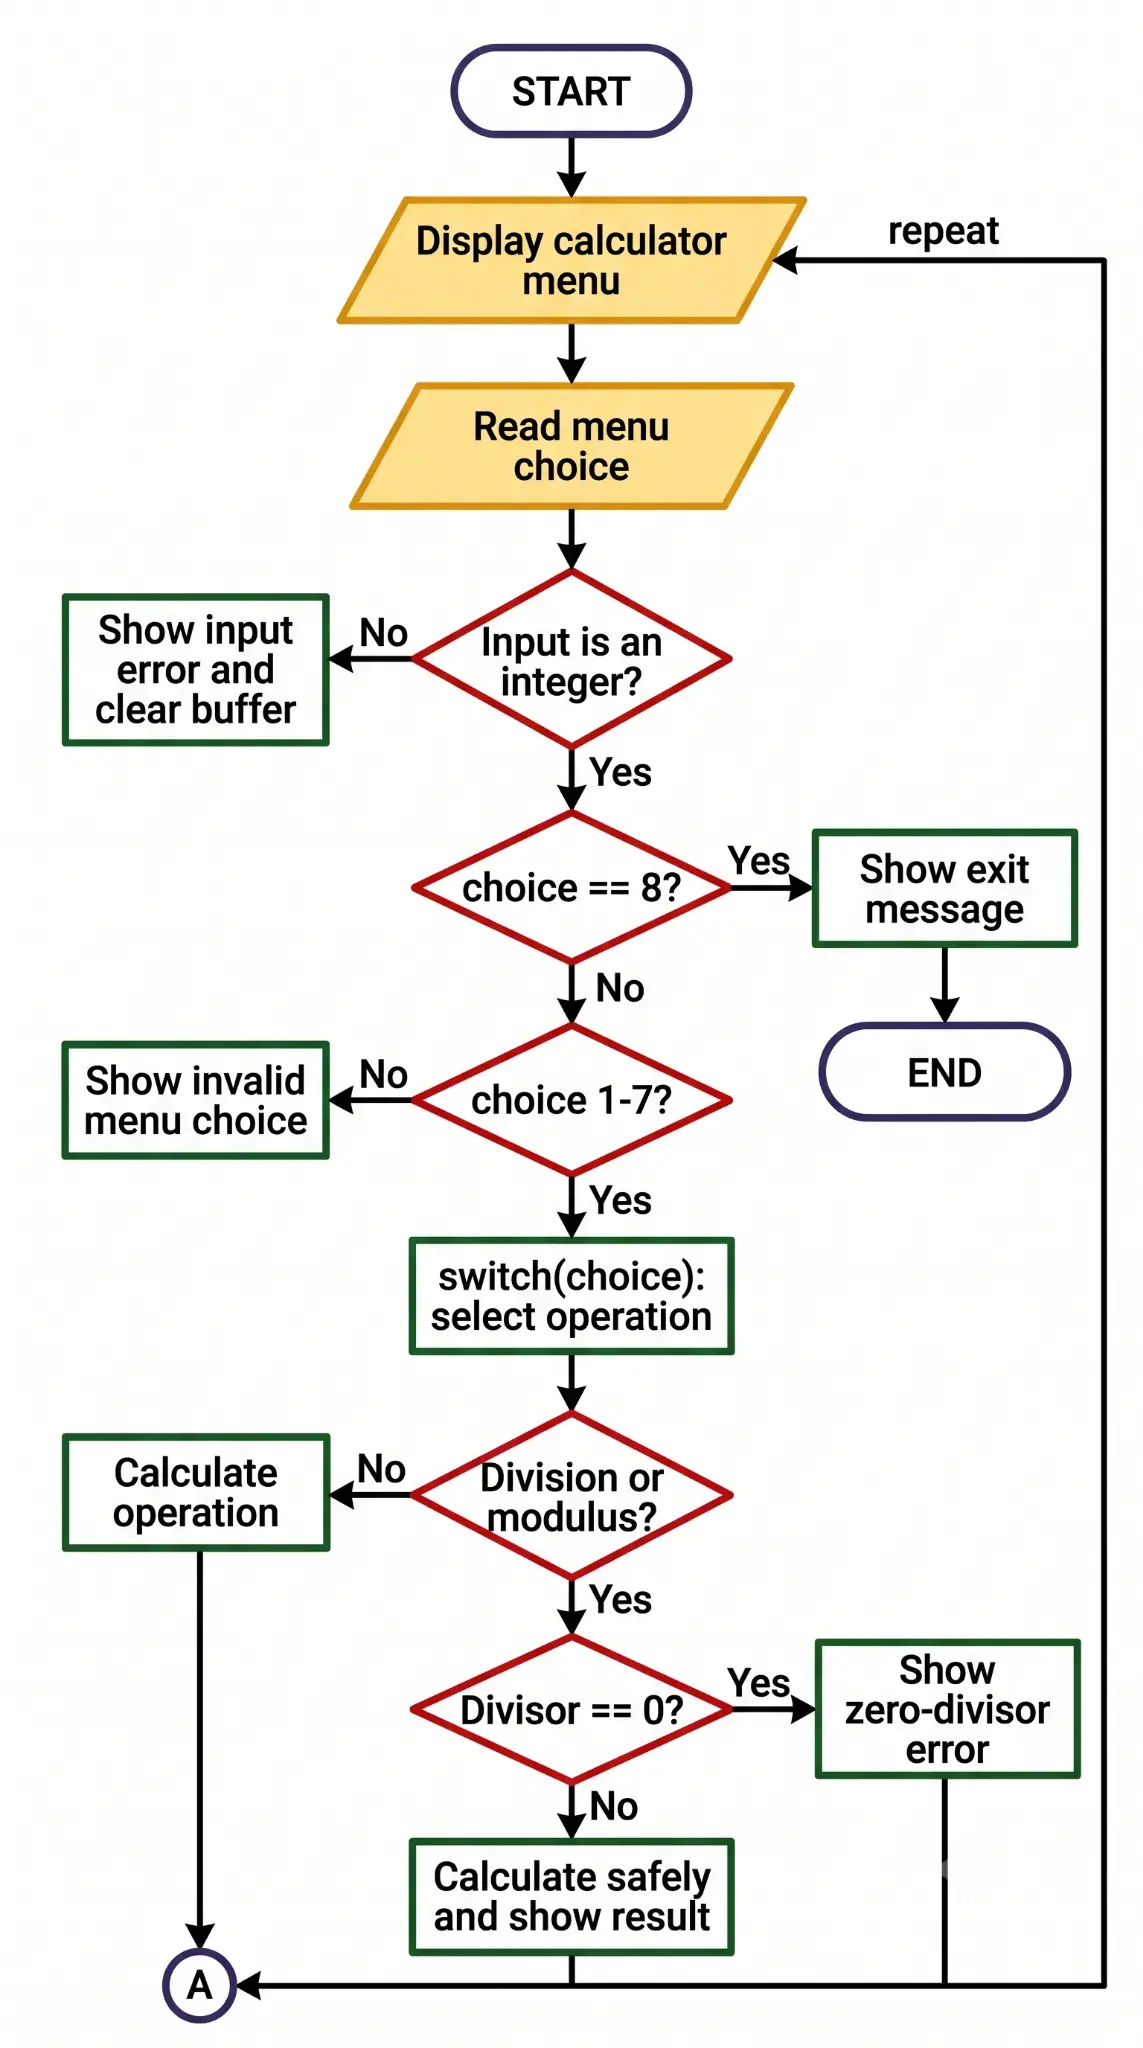 START
Display calculator
menu
repeat
Read menu
choice
Input is an
integer?
No
Show input
error and
clear buffer
Yes
choice == 8?
Yes
Show exit
message
No
END
choice 1-7?
No
Show invalid
menu choice
Yes
switch(choice):
select operation
Division or
modulus?
No
Calculate
operation
Yes
Divisor == 0?
Yes
Show
zero-divisor
error
No
Calculate safely
and show result
A